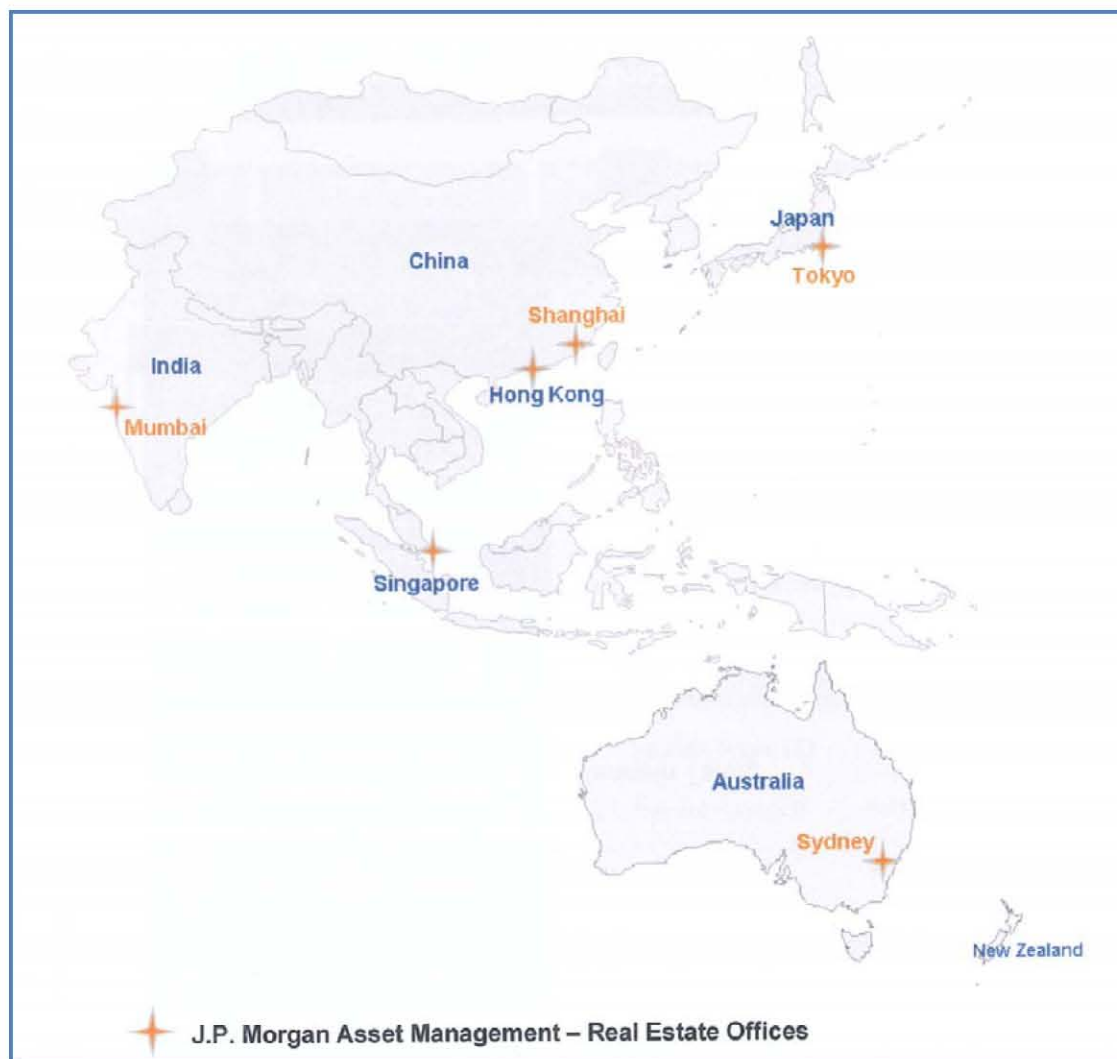 Japan
Tokyo
China
Shanghai
Hong Kong
India
Mumbai
Singapore
Australia
Sydney
New Zealand
J.P. Morgan Asset Management – Real Estate Offices